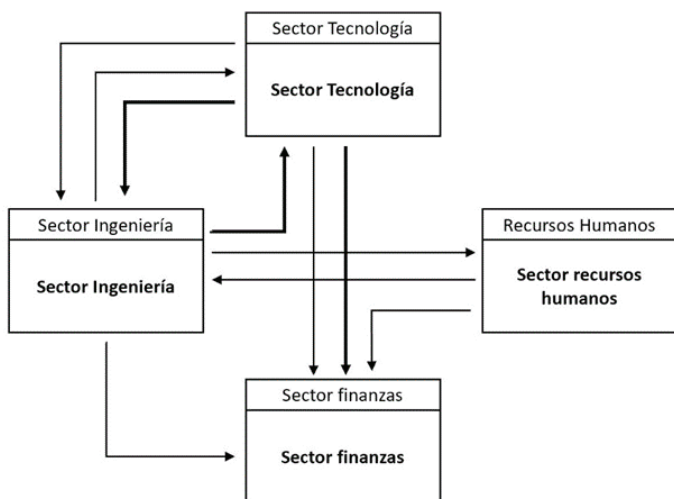 Sector Tecnología
Sector Tecnología
Sector Ingeniería
Sector Ingeniería
Recursos Humanos
Sector recursos
humanos
Sector finanzas
Sector finanzas